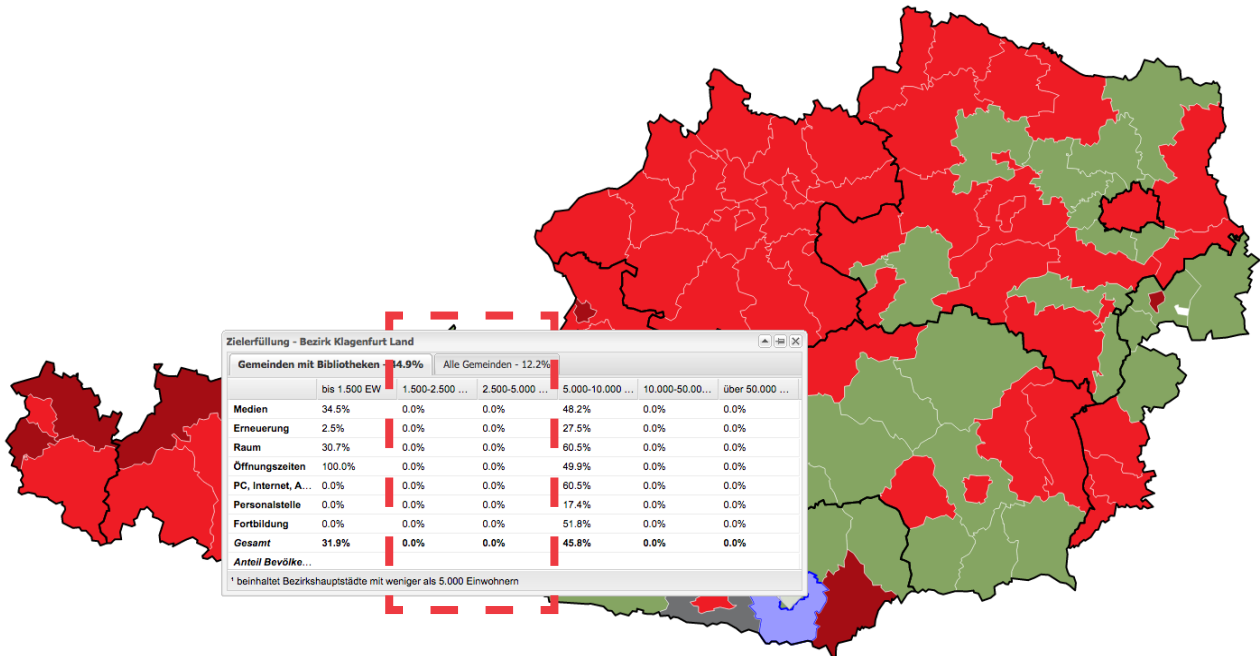 Zielerfüllung - Bezirk Klagenfurt Land
Gemeinden mit Bibliotheken - 44.9% Alle Gemeinden - 12.2%
bis 1.500 EW 1.500-2.500 ... 2.500-5.000 ... 5.000-10.000 ... 10.000-50.00... über 50.000 ...
Medien 34.5% 0.0% 0.0% 48.2% 0.0% 0.0%
Erneuerung 2.5% 0.0% 0.0% 27.5% 0.0% 0.0%
Raum 30.7% 0.0% 0.0% 60.5% 0.0% 0.0%
Öffnungszeiten 100.0% 0.0% 0.0% 49.9% 0.0% 0.0%
PC, Internet, A... 0.0% 0.0% 0.0% 60.5% 0.0% 0.0%
Personalstelle 0.0% 0.0% 0.0% 17.4% 0.0% 0.0%
Fortbildung 0.0% 0.0% 0.0% 51.8% 0.0% 0.0%
Gesamt 31.9% 0.0% 0.0% 45.8% 0.0% 0.0%
Anteil Bevölke...
¹ beinhaltet Bezirkshauptstädte mit weniger als 5.000 Einwohnern